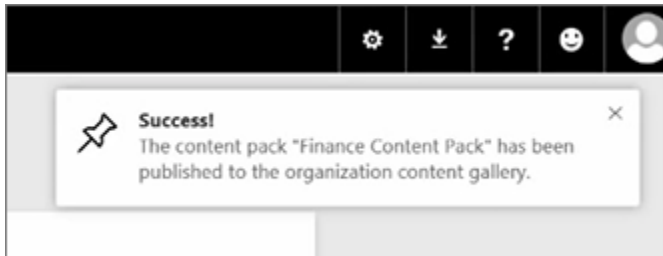 ?
Success!
The content pack "Finance Content Pack" has been
published to the organization content gallery.